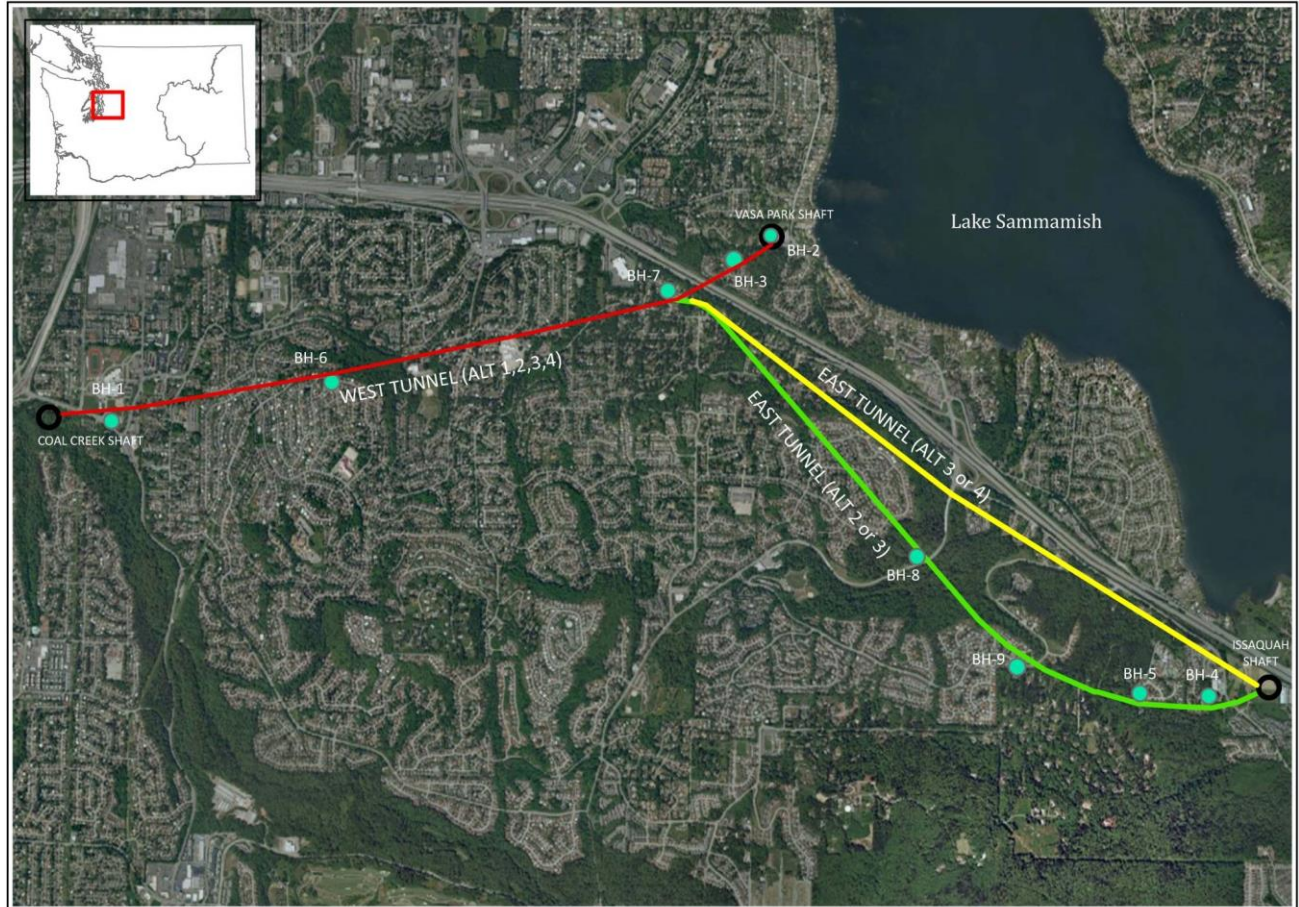 Lake Sammamish
VASA PARK SHAFT
BH-2
BH-3
BH-7
BH-6
WEST TUNNEL (ALT 1,2,3,4)
BH-1
COAL CREEK SHAFT
EAST TUNNEL (ALT 3 or 4)
EAST TUNNEL (ALT 2 or 3)
BH-8
BH-9
BH-5
BH-4
ISSAQUAH
SHAFT